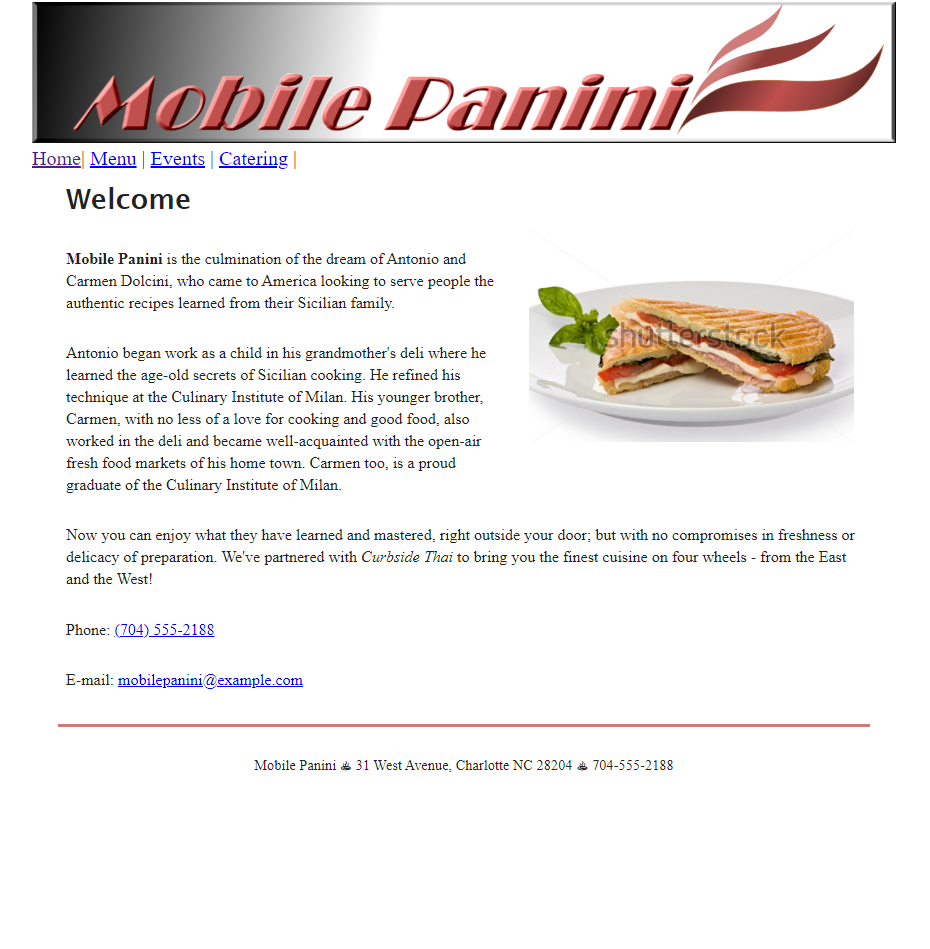 Mobile Panini
Home| Menu | Events | Catering |
Welcome
Mobile Panini is the culmination of the dream of Antonio and
Carmen Dolcini, who came to America looking to serve people the
authentic recipes learned from their Sicilian family.
shutterstock
Antonio began work as a child in his grandmother's deli where he
learned the age-old secrets of Sicilian cooking. He refined his
technique at the Culinary Institute of Milan. His younger brother,
Carmen, with no less of a love for cooking and good food, also
worked in the deli and became well-acquainted with the open-air
fresh food markets of his home town. Carmen too, is a proud
graduate of the Culinary Institute of Milan.
Now you can enjoy what they have learned and mastered, right outside your door; but with no compromises in freshness or
delicacy of preparation. We've partnered with Curbside Thai to bring you the finest cuisine on four wheels - from the East
and the West!
Phone: (704) 555-2188
E-mail: mobilepanini@example.com
Mobile Panini ♨ 31 West Avenue, Charlotte NC 28204 ♨ 704-555-2188